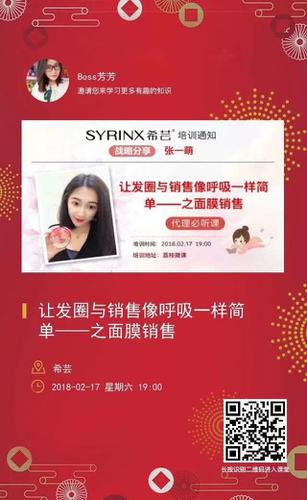 Boss芳芳
邀请您来学习更多有趣的知识
SYRINX希芸® 培训通知
战略分享 张一萌
让发圈与销售像呼吸一样简
单——之面膜销售
代理必听课
培训时间：2018.02.17 19:00
培训地址：荔枝微课
让发圈与销售像呼吸一样简
单——之面膜销售
希芸
2018-02-17 星期六 19:00
长按识别二维码进入课堂